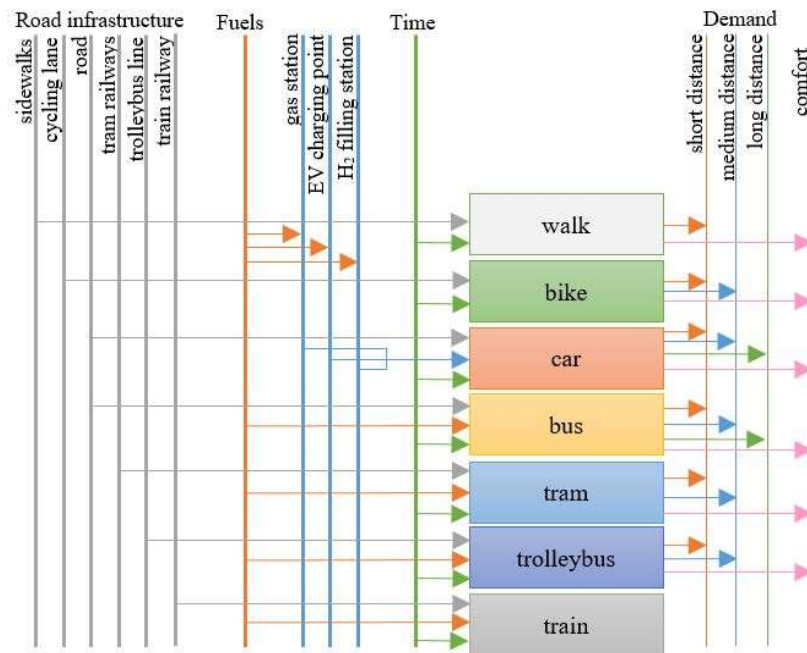 Road infrastructure
Fuels
Time
Demand
sidewalks
cycling lane
road
tram railways
trolleybus line
train railway
gas station
EV charging point
H₂ filling station
short distance
medium distance
long distance
comfort
walk
bike
car
bus
tram
trolleybus
train